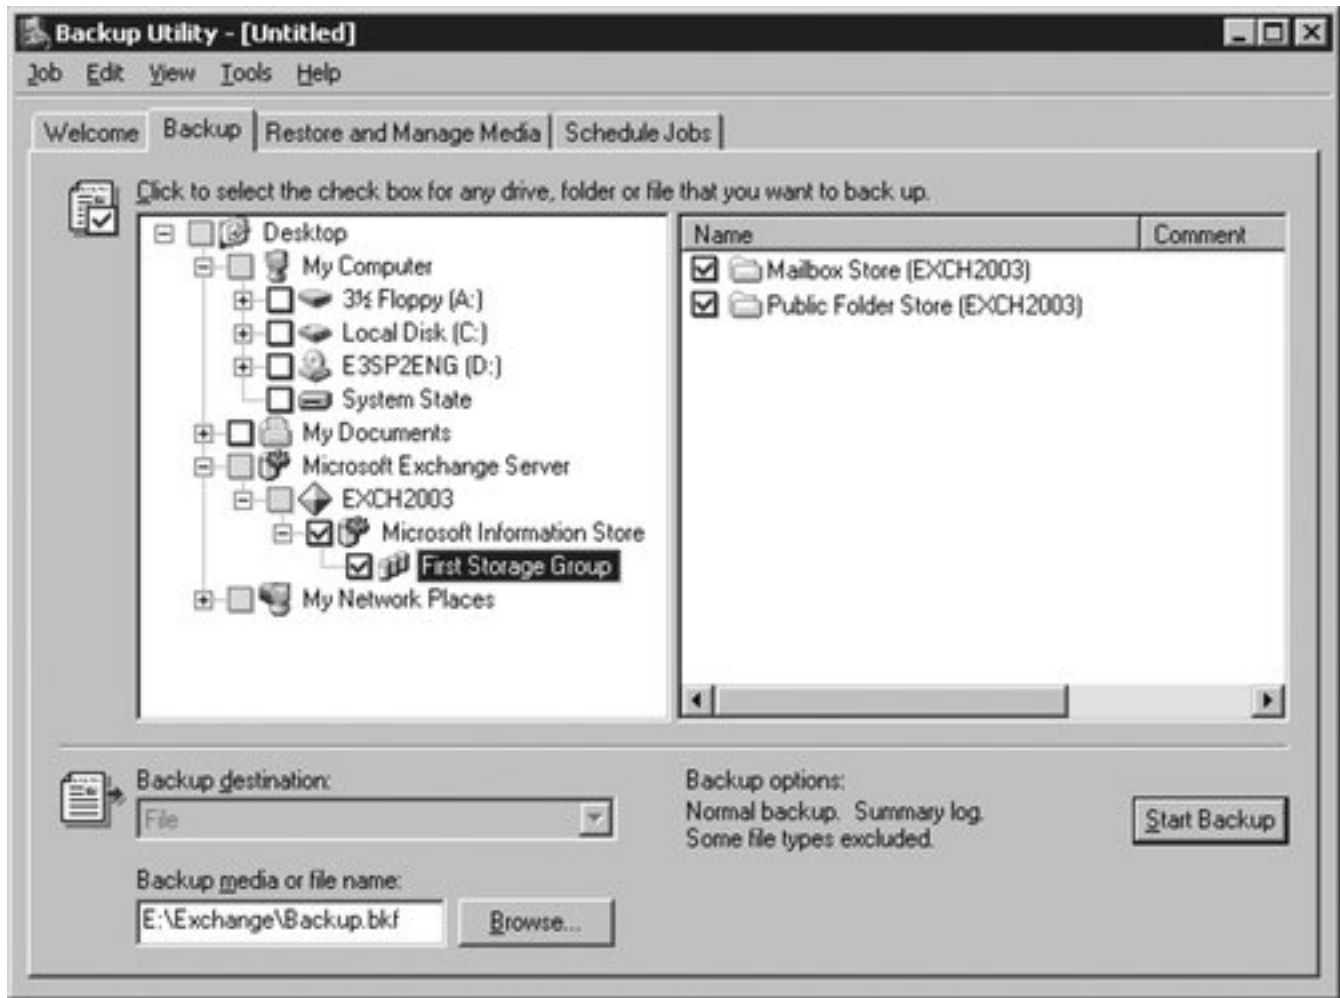 Backup Utility - [Untitled]
Job Edit View Tools Help
Welcome Backup Restore and Manage Media Schedule Jobs
Click to select the check box for any drive, folder or file that you want to back up.
Desktop
My Computer
3½ Floppy (A:)
Local Disk (C:)
E3SP2ENG (D:)
System State
My Documents
Microsoft Exchange Server
EXCH2003
Microsoft Information Store
First Storage Group
My Network Places
Name Comment
Mailbox Store (EXCH2003)
Public Folder Store (EXCH2003)
Backup destination:
File
Backup media or file name:
E:\Exchange\Backup.bkf
Browse...
Backup options:
Normal backup. Summary log.
Some file types excluded.
Start Backup